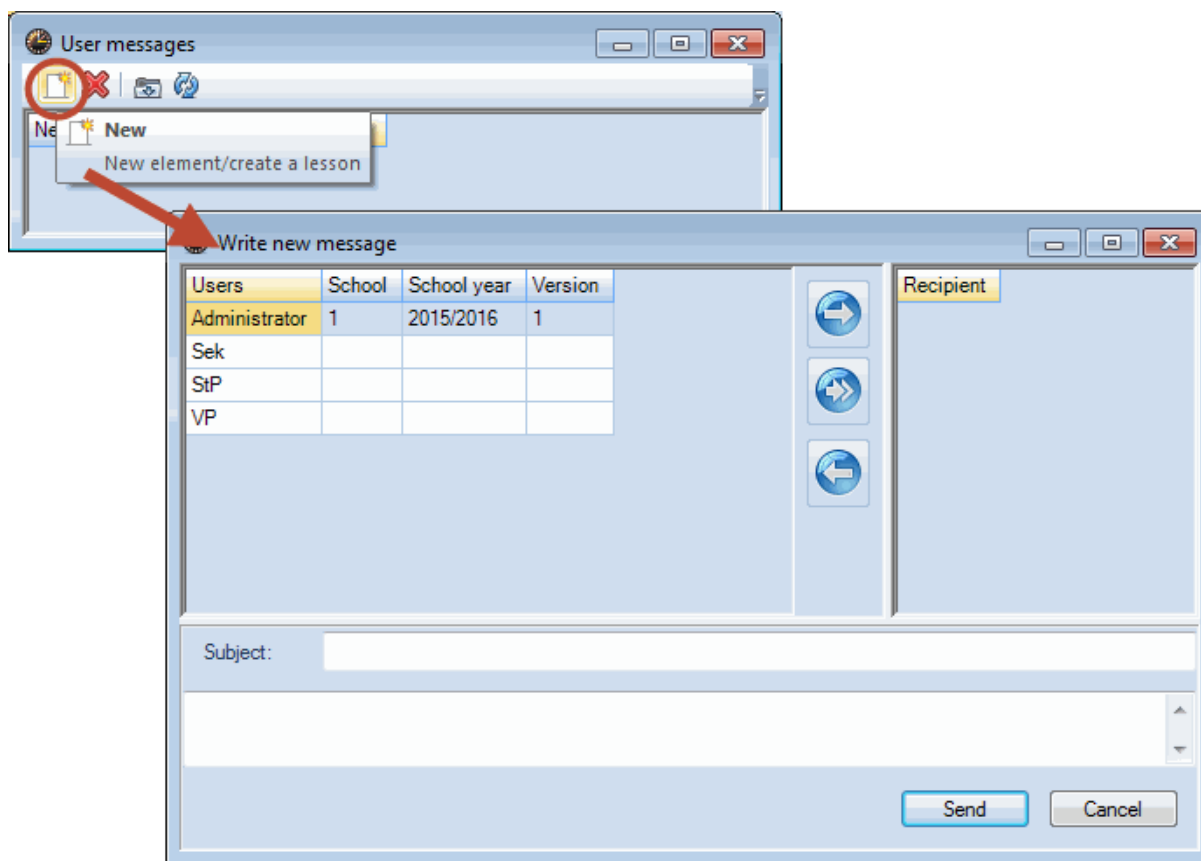 User messages
Ne
New
New element/create a lesson
Write new message
Users School School year Version Recipient
Administrator 1 2015/2016 1
Sek
StP
VP
Subject:
Send Cancel